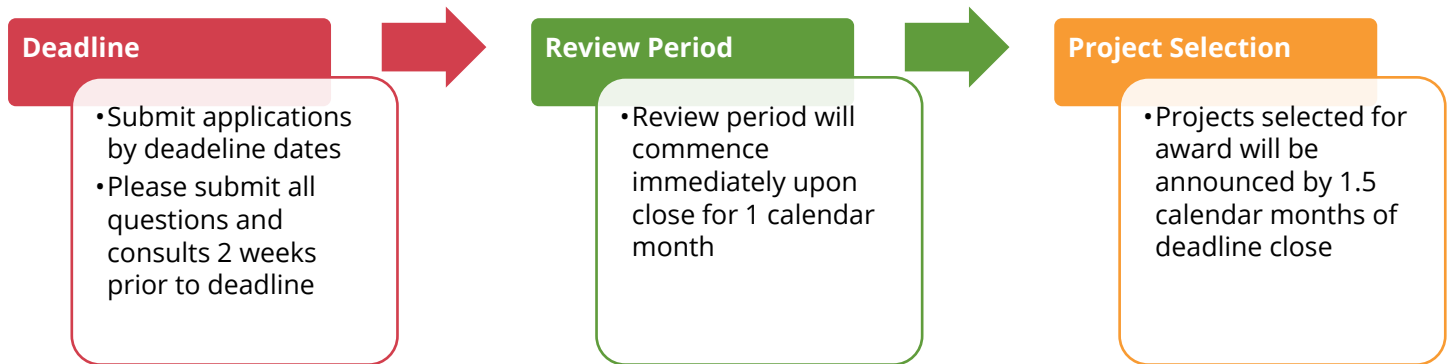 Deadline
•Submit applications
by deadeline dates
•Please submit all
questions and
consults 2 weeks
prior to deadline
Review Period
•Review period will
commence
immediately upon
close for 1 calendar
month
Project Selection
•Projects selected for
award will be
announced by 1.5
calendar months of
deadline close